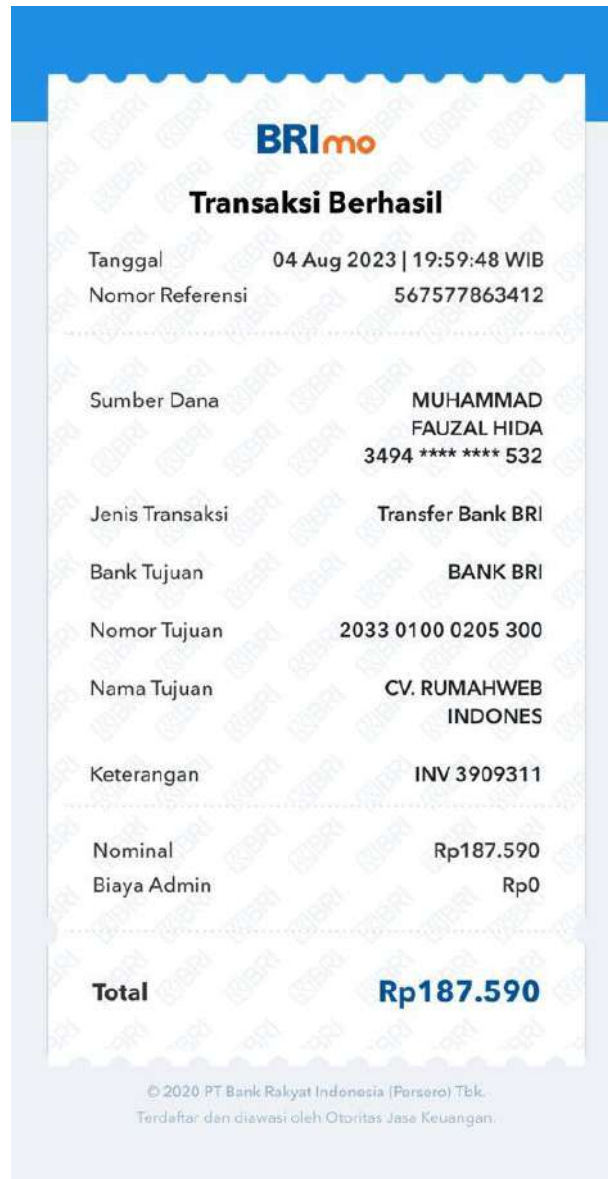 BRImo
Transaksi Berhasil
Tanggal 04 Aug 2023 | 19:59:48 WIB
Nomor Referensi 567577863412
Sumber Dana MUHAMMAD
FAUZAL HIDA
3494 **** **** 532
Jenis Transaksi Transfer Bank BRI
Bank Tujuan BANK BRI
Nomor Tujuan 2033 0100 0205 300
Nama Tujuan CV. RUMAHWEB
INDONES
Keterangan INV 3909311
Nominal Rp187.590
Biaya Admin Rp0
Total Rp187.590
© 2020 PT Bank Rakyat Indonesia (Persero) Tbk.
Terdaftar dan diawasi oleh Otoritas Jasa Keuangan.